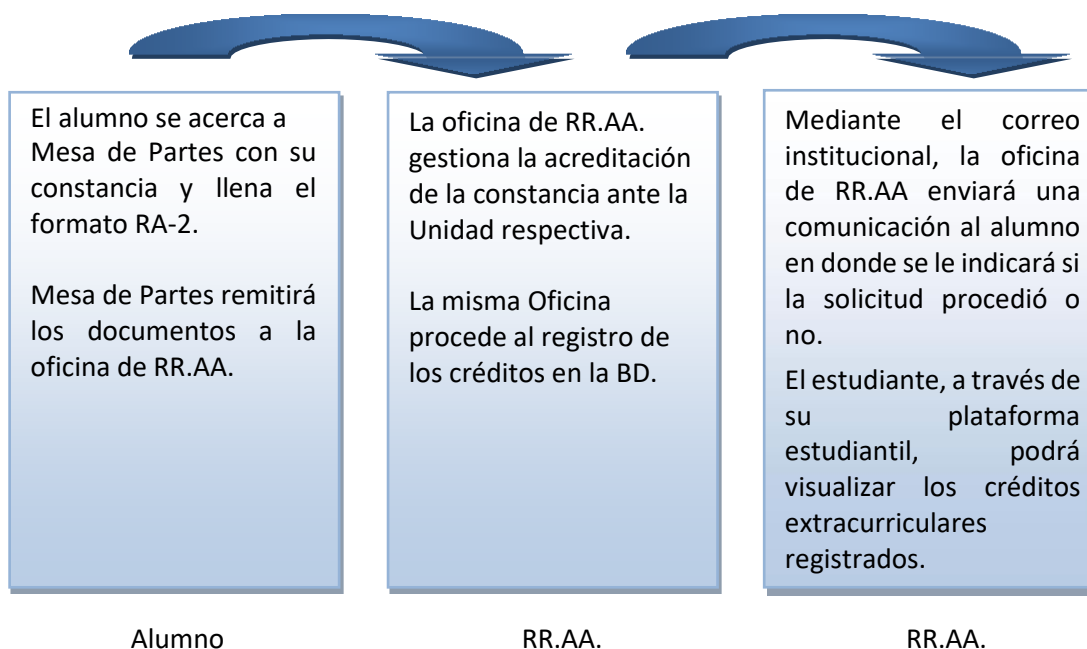 El alumno se acerca a
Mesa de Partes con su
constancia y llena el
formato RA-2.
Mesa de Partes remitirá
los documentos a la
oficina de RR.AA.
La oficina de RR.AA.
gestiona la acreditación
de la constancia ante la
Unidad respectiva.
La misma Oficina
procede al registro de
los créditos en la BD.
Mediante el correo
institucional, la oficina
de RR.AA enviará una
comunicación al alumno
en donde se le indicará si
la solicitud procedió o
no.
El estudiante, a través de
su plataforma
estudiantil, podrá
visualizar los créditos
extracurriculares
registrados.
Alumno
RR.AA.
RR.AA.